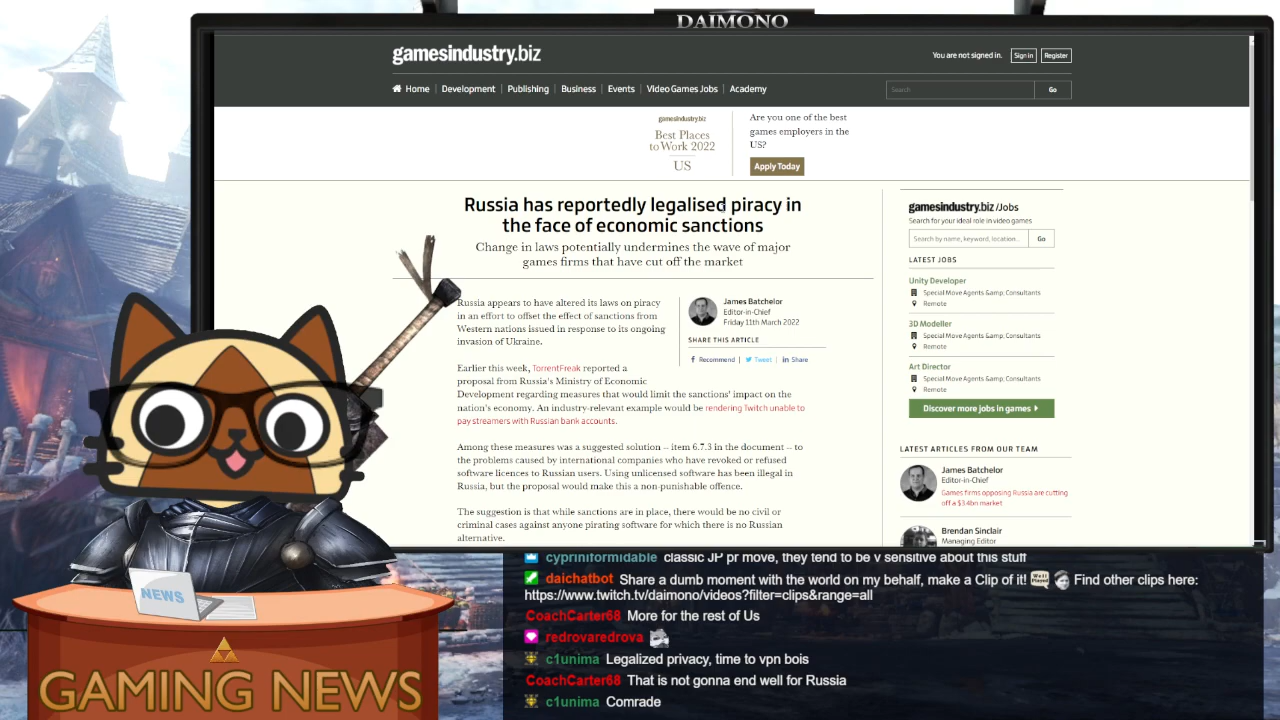 DAIMONO
gamesindustry.biz
You are not signed in. Sign in Register
Home | Development | Publishing | Business | Events | Video Games Jobs | Academy
Search Go
gamesindustry.biz
Best Places
to Work 2022
US
Are you one of the best
games employers in the
US?
Apply Today
Russia has reportedly legalised piracy in
the face of economic sanctions
Change in laws potentially undermines the wave of major
games firms that have cut off the market
Russia appears to have altered its laws on piracy
in an effort to offset the effect of sanctions from
Western nations issued in response to its ongoing
invasion of Ukraine.
James Batchelor
Editor-in-Chief
Friday 11th March 2022
SHARE THIS ARTICLE
Recommend | Tweet | Share
Earlier this week, TorrentFreak reported a
proposal from Russia's Ministry of Economic
Development regarding measures that would limit the sanctions' impact on the
nation's economy. An industry-relevant example would be rendering Twitch unable to
pay streamers with Russian bank accounts.
Among these measures was a suggested solution -- item 6.7.3 in the document -- to
the problems caused by international companies who have revoked or refused
software licences to Russian users. Using unlicensed software has been illegal in
Russia, but the proposal would make this a non-punishable offence.
The suggestion is that while sanctions are in place, there would be no civil or
criminal cases against anyone pirating software for which there is no Russian
alternative.
gamesindustry.biz /Jobs
Search for your ideal role in video games
Search by name, keyword, location... Go
LATEST JOBS
Unity Developer
Special Move Agents &amp; Consultants
Remote
3D Modeller
Special Move Agents &amp; Consultants
Remote
Art Director
Special Move Agents &amp; Consultants
Remote
Discover more jobs in games
LATEST ARTICLES FROM OUR TEAM
James Batchelor
Editor-in-Chief
Games firms opposing Russia are cutting
off a $3.4bn market
Brendan Sinclair
Managing Editor
NEWS
GAMING NEWS
cypriniformidable classic JP pr move, they tend to be v sensitive about this stuff
daichatbot Share a dumb moment with the world on my behalf, make a Clip of it! Find other clips here:
https://www.twitch.tv/daimono/videos?filter=clips&range=all
CoachCarter68 More for the rest of Us
redrovaredrova
c1unima Legalized privacy, time to vpn bois
CoachCarter68 That is not gonna end well for Russia
c1unima Comrade